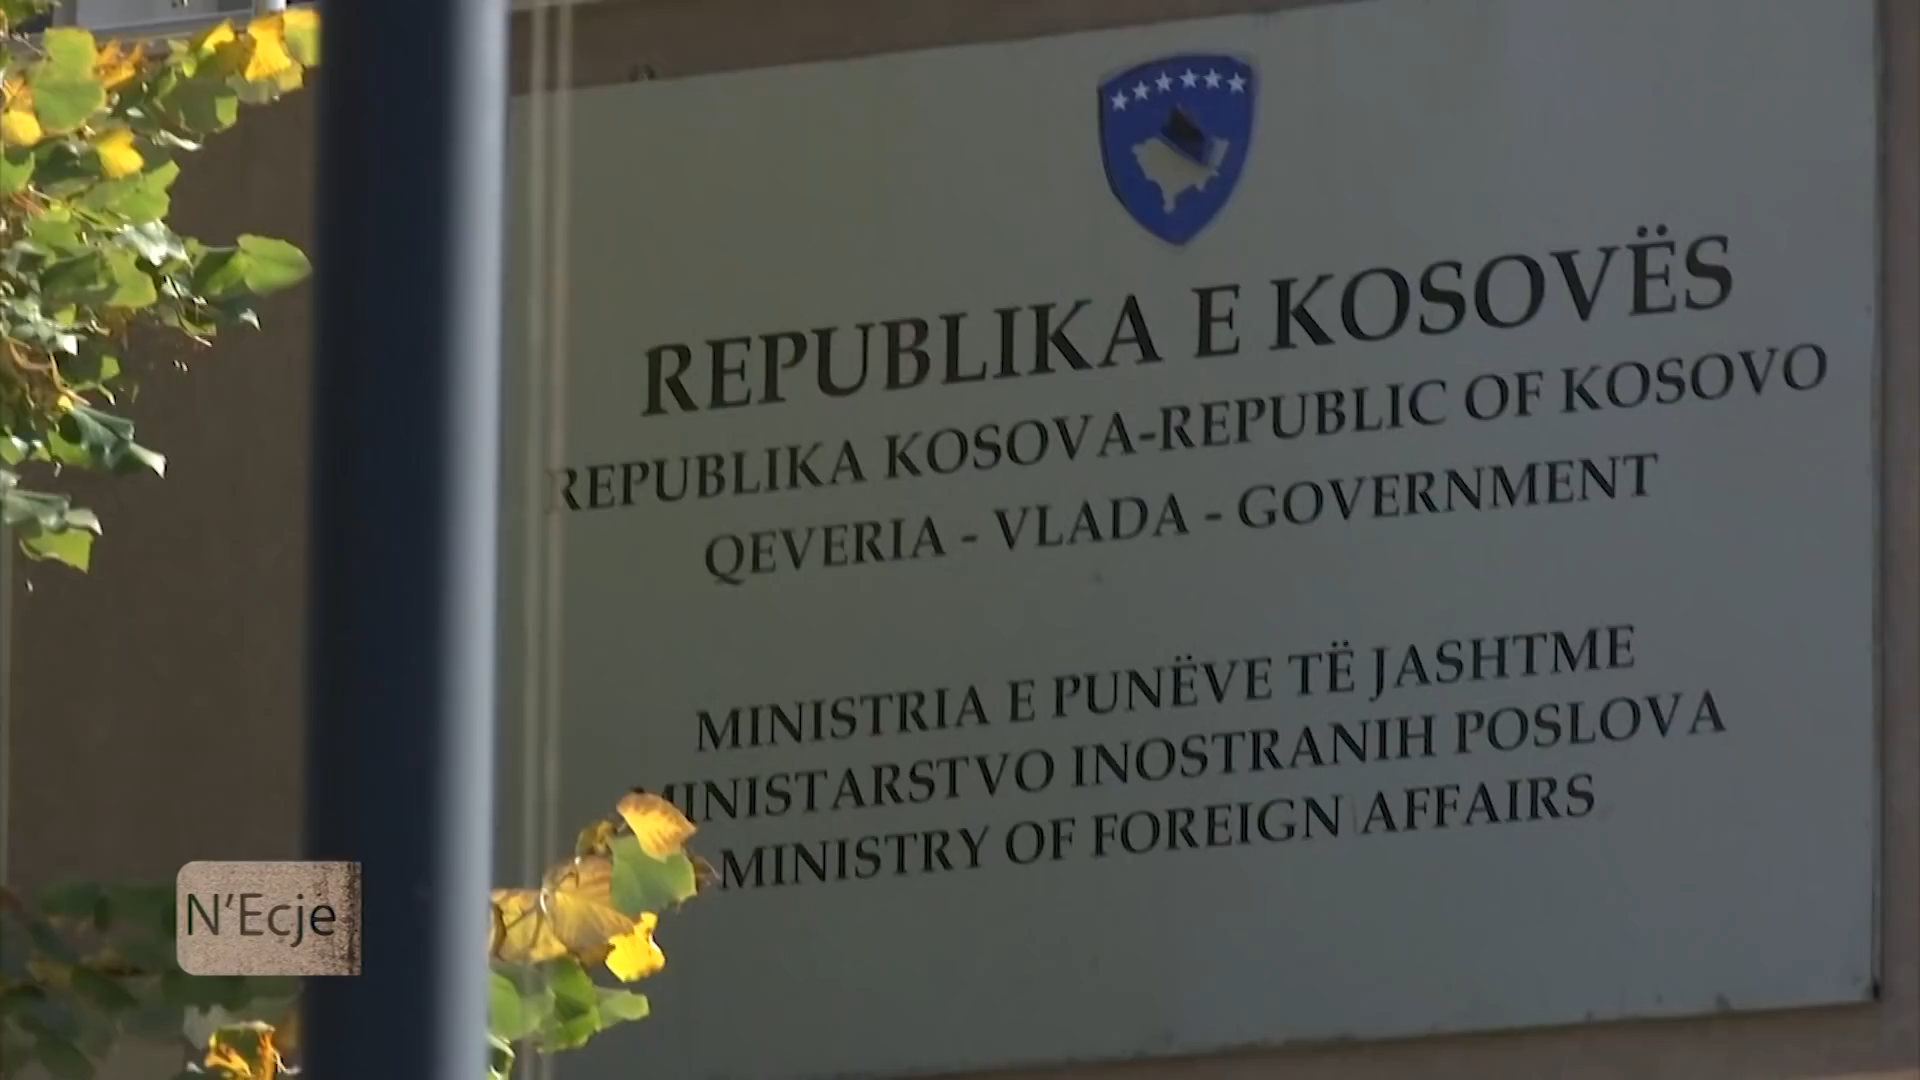 REPUBLIKA E KOSOVËS
REPUBLIKA KOSOVA-REPUBLIC OF KOSOVO
QEVERIA - VLADA - GOVERNMENT
MINISTRIA E PUNËVE TË JASHTME
MINISTARSTVO INOSTRANIH POSLOVA
MINISTRY OF FOREIGN AFFAIRS
N'Ecje